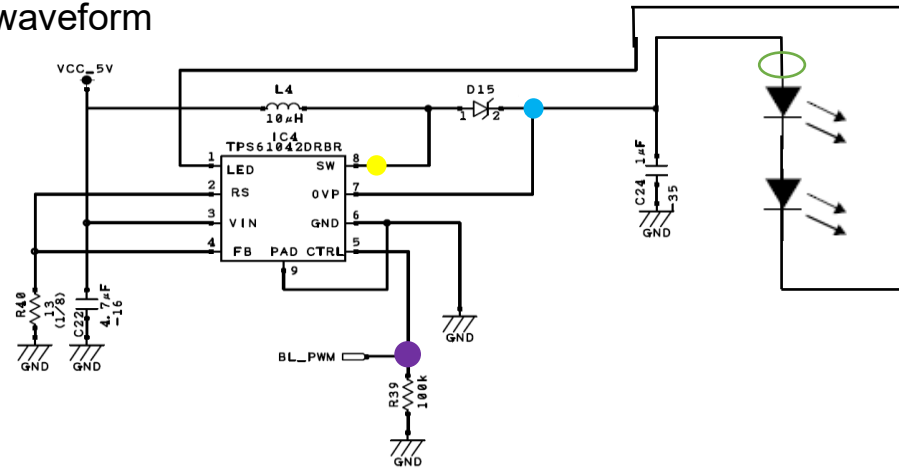 waveform
VCC_5V
L4
10μH
D15
1
2
IC4
TPS61042DRBR
1
LED
SW
8
2
RS
OVP
7
3
VIN
GND
6
4
FB
PAD
CTRL
5
9
1μF
C24
-35
GND
R40
13
(1/8)
C22
4.7μF
-16
GND
GND
GND
BL_PWM
R39
100k
GND